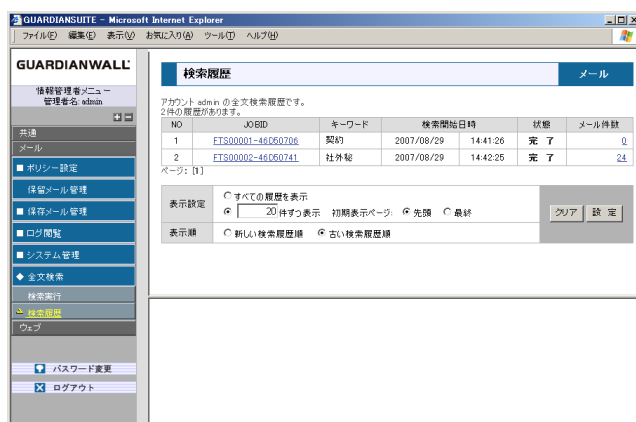 GUARDIANSUITE - Microsoft Internet Explorer
ファイル(F) 編集(E) 表示(V) お気に入り(A) ツール(T) ヘルプ(H)
GUARDIANWALL
情報管理者メニュー
管理者名: admin
共通
メール
■ ポリシー設定
保留メール管理
■ 保存メール管理
■ ログ閲覧
■ システム管理
◆ 全文検索
検索実行
検索履歴
ウェブ
パスワード変更
ログアウト
検索履歴 メール
アカウント admin の全文検索履歴です。
2件の履歴があります。
NO JOBID キーワード 検索開始日時 状態 メール件数
1 FTS00001-46D50706 契約 2007/08/29 14:41:26 完 了 0
2 FTS00002-46D50741 社外秘 2007/08/29 14:42:25 完 了 24
ページ: [1]
表示設定 すべての履歴を表示
20 件ずつ表示 初期表示ページ: 先頭 最終
表示順 新しい検索履歴順 古い検索履歴順
クリア 設 定